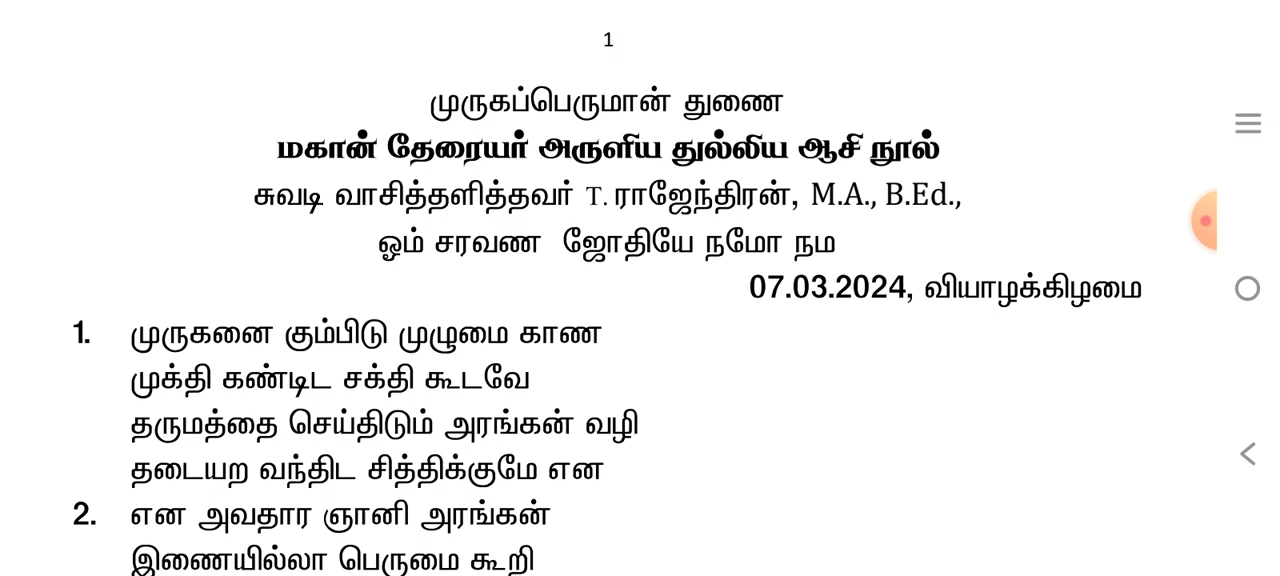 1
முருகப்பெருமான் துணை
மகான் தேரையர் அருளிய துல்லிய ஆசி நூல்
சுவடி வாசித்தளித்தவர் T. ராஜேந்திரன், M.A., B.Ed.,
ஓம் சரவண ஜோதியே நமோ நம
07.03.2024, வியாழக்கிழமை
1. முருகனை கும்பிடு முழுமை காண
முக்தி கண்டிட சக்தி கூடவே
தருமத்தை செய்திடும் அரங்கன் வழி
தடையற வந்திட சித்திக்குமே என
2. என அவதார ஞானி அரங்கன்
இணையில்லா பெருமை கூறி